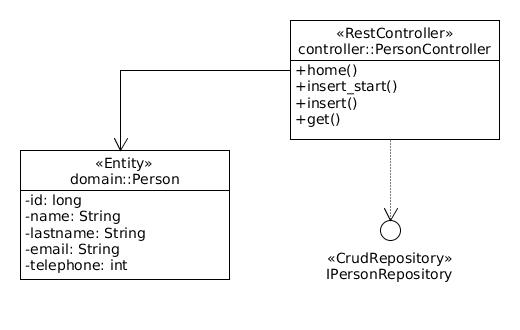 «RestController»
controller::PersonController
+home()
+insert_start()
+insert()
+get()
«Entity»
domain::Person
-id: long
-name: String
-lastname: String
-email: String
-telephone: int
«CrudRepository»
IPersonRepository